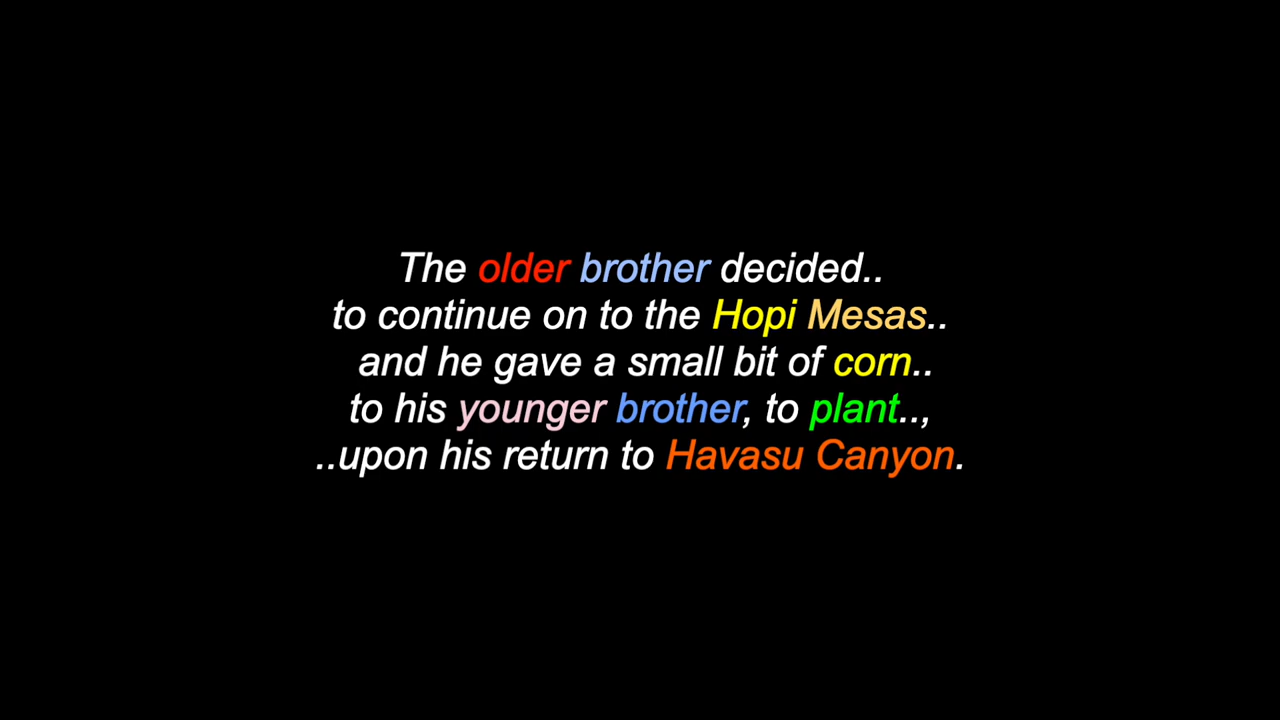 The older brother decided..
to continue on to the Hopi Mesas..
and he gave a small bit of corn..
to his younger brother, to plant..,
..upon his return to Havasu Canyon.